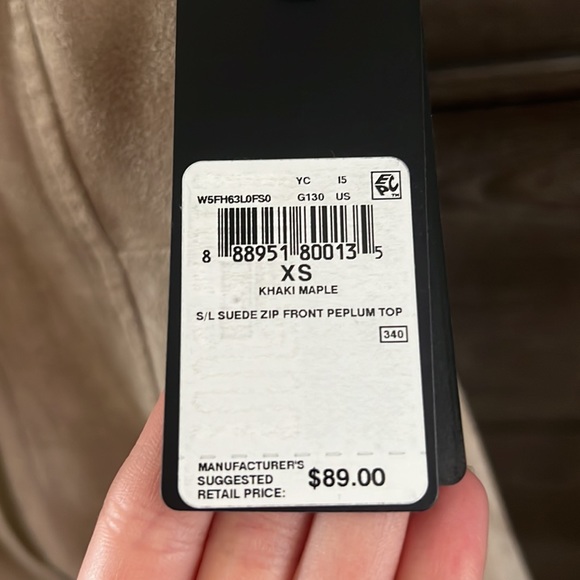 YC I5 EPC™
W5FH63L0FS0 G130 US
8 88951 80013 5
XS
KHAKI MAPLE
S/L SUEDE ZIP FRONT PEPLUM TOP
340
MANUFACTURER'S
SUGGESTED
RETAIL PRICE: $89.00